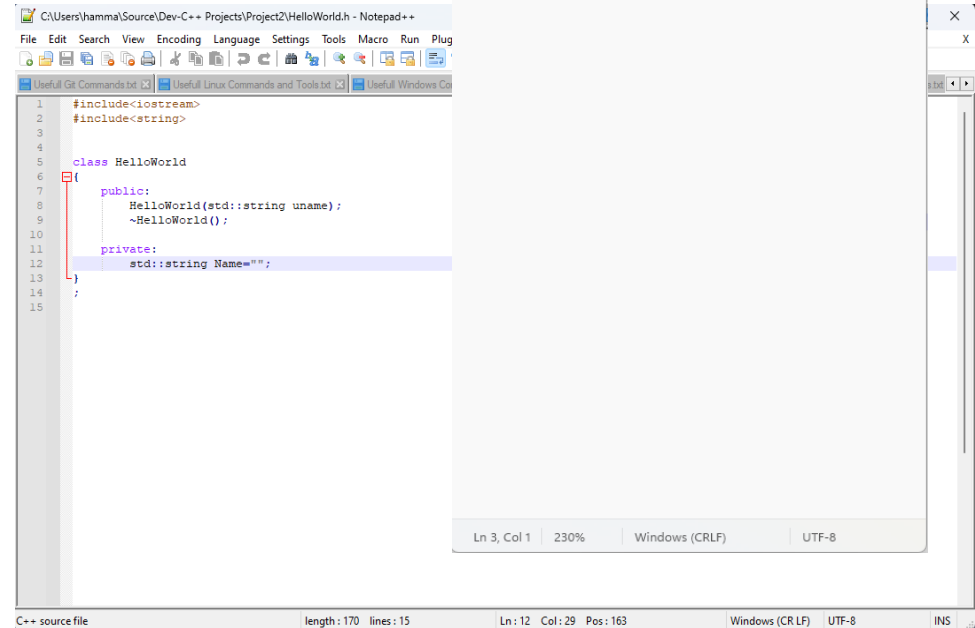 C:\Users\hamma\Source\Dev-C++ Projects\Project2\HelloWorld.h - Notepad++
File Edit Search View Encoding Language Settings Tools Macro Run Plug X
Usefull Git Commands.txt Usefull Linux Commands and Tools.txt Usefull Windows Co s.txt
1 #include<iostream>
2 #include<string>
3
4
5 class HelloWorld
6 {
7 public:
8 HelloWorld(std::string uname);
9 ~HelloWorld();
10
11 private:
12 std::string Name="";
13 }
14 ;
15
Ln 3, Col 1 230% Windows (CRLF) UTF-8
C++ source file length : 170 lines : 15 Ln : 12 Col : 29 Pos : 163 Windows (CR LF) UTF-8 INS